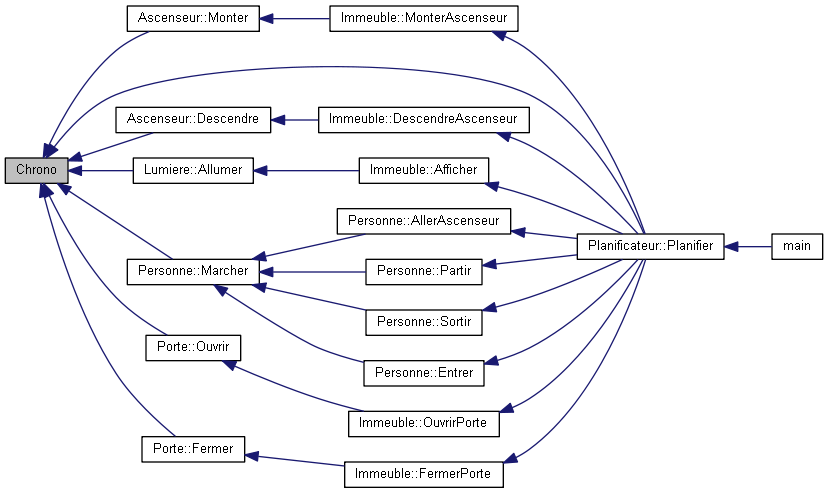 Ascenseur::Monter
Immeuble::MonterAscenseur
Ascenseur::Descendre
Immeuble::DescendreAscenseur
Chrono
Lumiere::Allumer
Immeuble::Afficher
Personne::AllerAscenseur
Planificateur::Planifier
main
Personne::Marcher
Personne::Partir
Personne::Sortir
Porte::Ouvrir
Personne::Entrer
Immeuble::OuvrirPorte
Porte::Fermer
Immeuble::FermerPorte